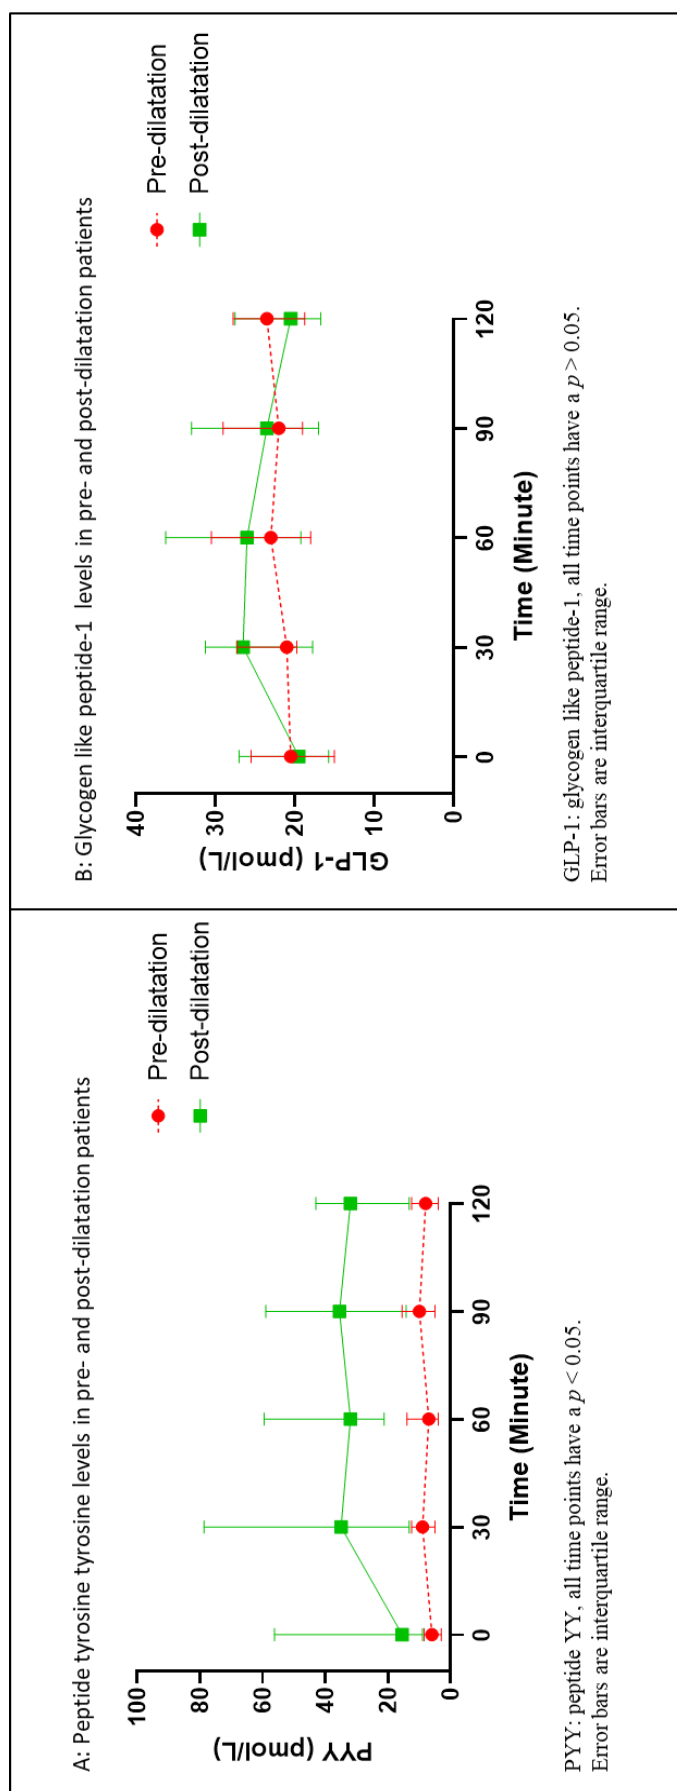 A: Peptide tyrosine tyrosine levels in pre- and post-dilatation patients
Pre-dilatation
Post-dilatation
PYY (pmol/L)
100
80
60
40
20
0
0 30 60 90 120
Time (Minute)
PYY: peptide YY, all time points have a p < 0.05.
Error bars are interquartile range.
B: Glycogen like peptide-1 levels in pre- and post-dilatation patients
Pre-dilatation
Post-dilatation
GLP-1 (pmol/L)
40
30
20
10
0
0 30 60 90 120
Time (Minute)
GLP-1: glycogen like peptide-1, all time points have a p > 0.05.
Error bars are interquartile range.